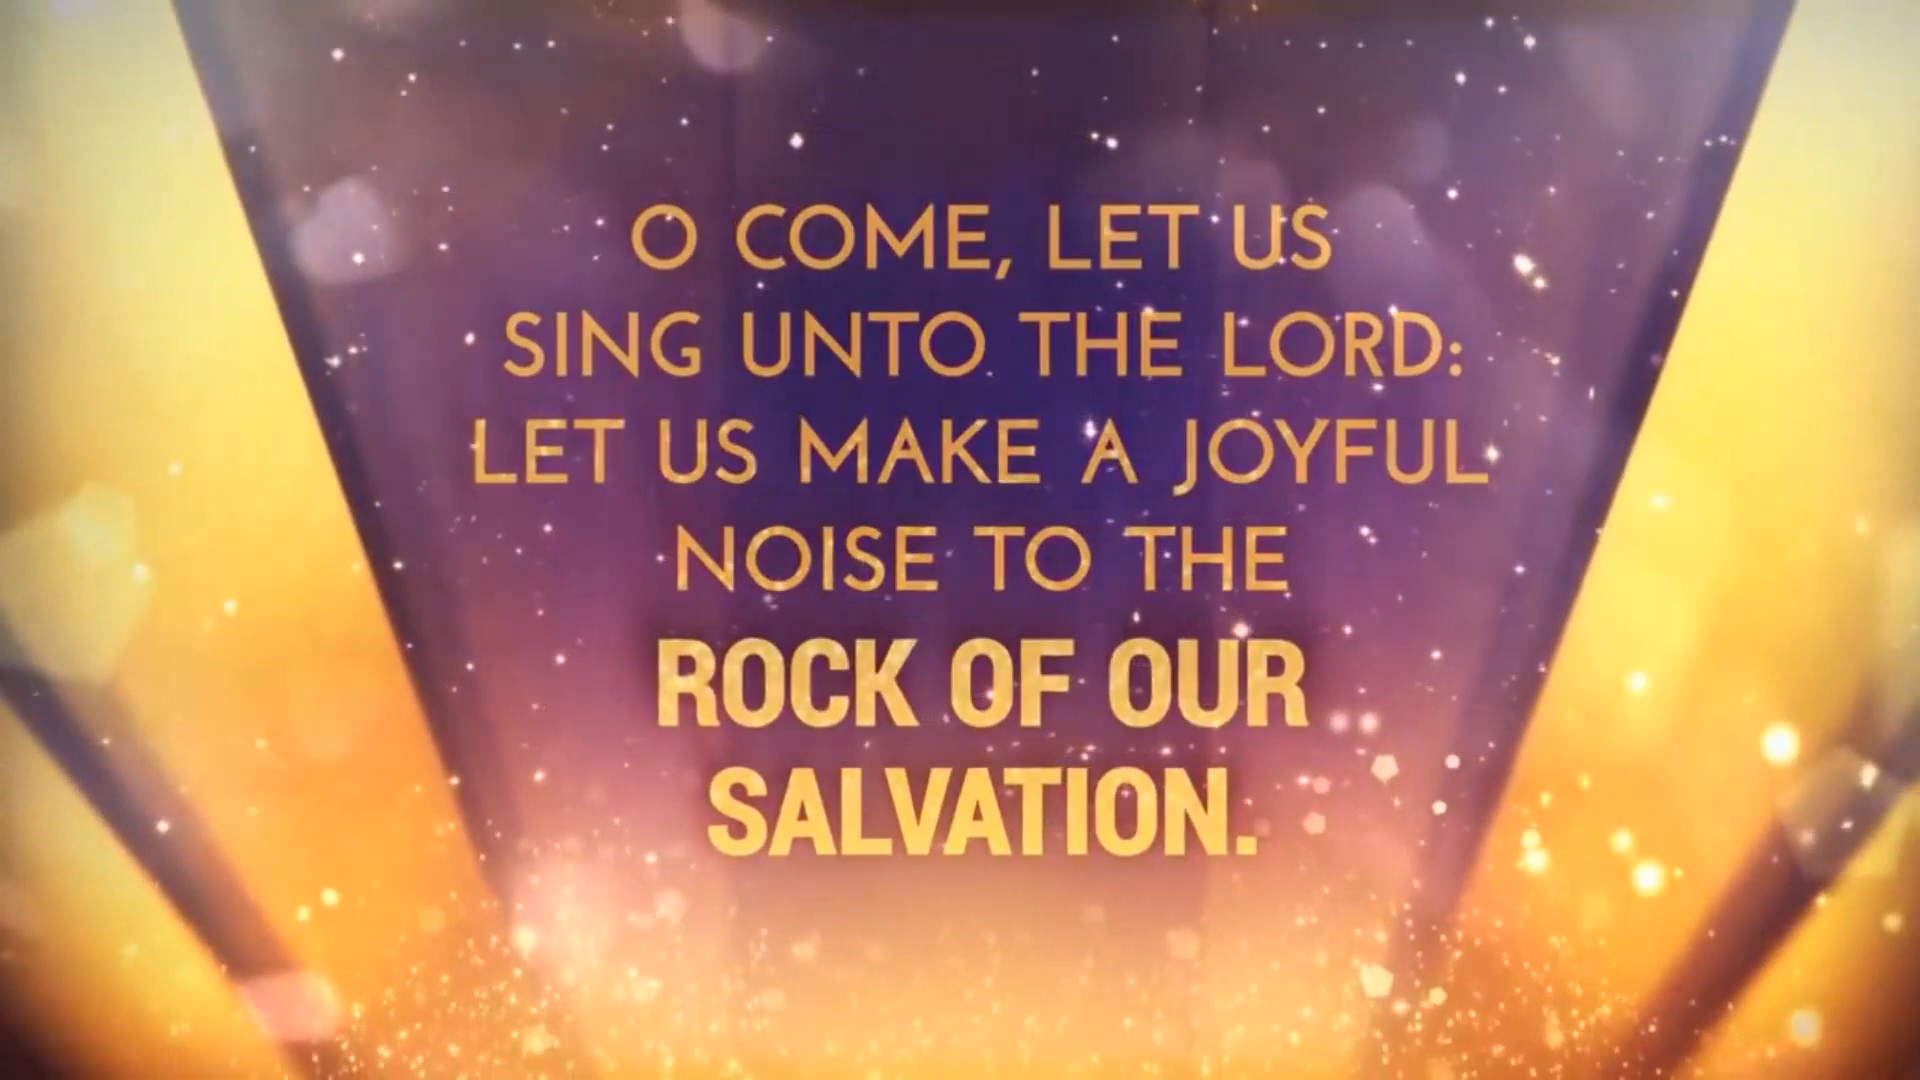 O COME, LET US
SING UNTO THE LORD:
LET US MAKE A JOYFUL
NOISE TO THE
ROCK OF OUR
SALVATION.